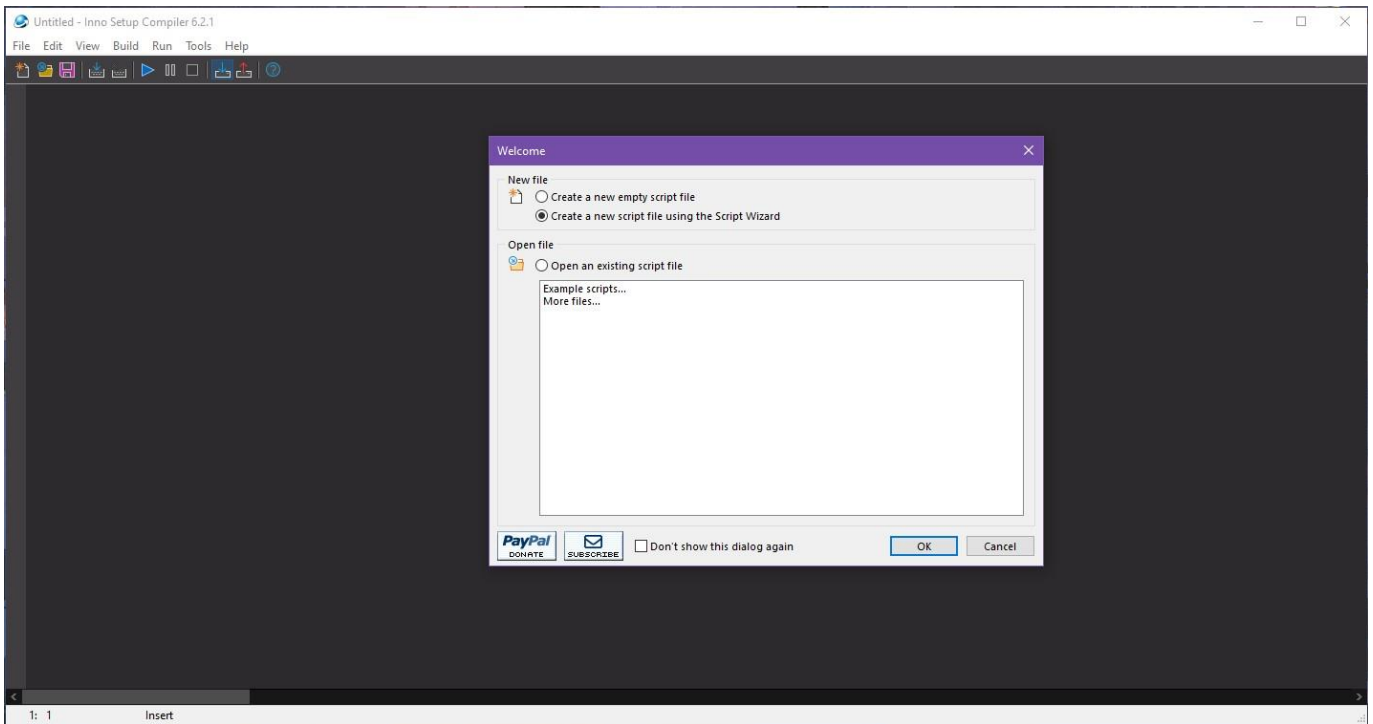 Untitled - Inno Setup Compiler 6.2.1
File Edit View Build Run Tools Help
Welcome
New file
Create a new empty script file
Create a new script file using the Script Wizard
Open file
Open an existing script file
Example scripts...
More files...
PayPal
DONATE
SUBSCRIBE
Don't show this dialog again
OK
Cancel
1: 1
Insert